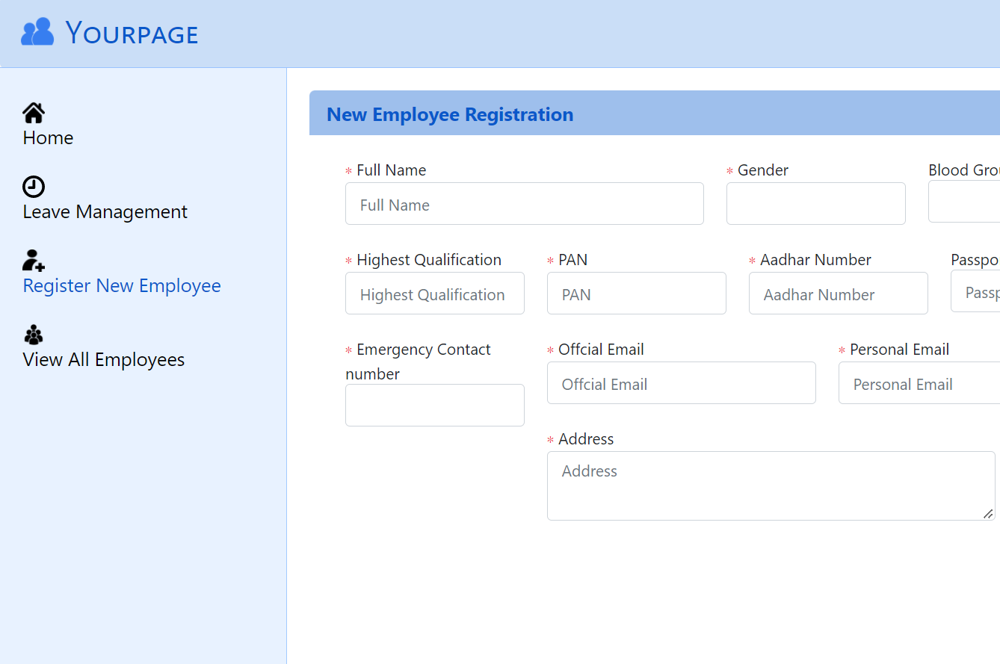 YOURPAGE
Home
Leave Management
Register New Employee
View All Employees
New Employee Registration
* Full Name
Full Name
* Gender
Blood Grou
* Highest Qualification
Highest Qualification
* PAN
PAN
* Aadhar Number
Aadhar Number
Passpo
Passp
* Emergency Contact
number
* Offcial Email
Offcial Email
* Personal Email
Personal Email
* Address
Address